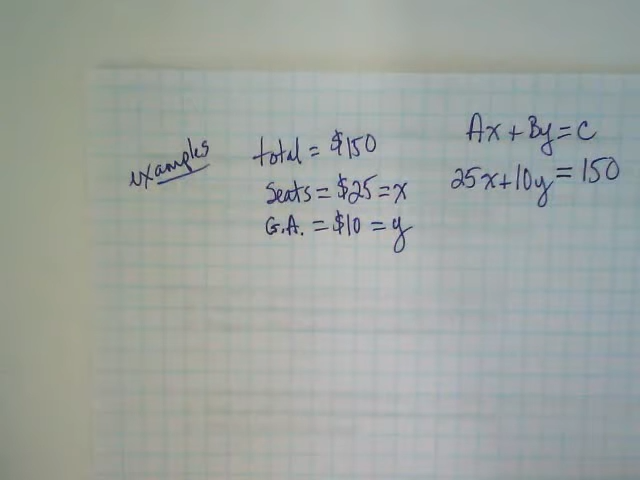 examples
total = $150
Seats = $25 = x
G.A. = $10 = y
Ax + By = C
25x + 10y = 150